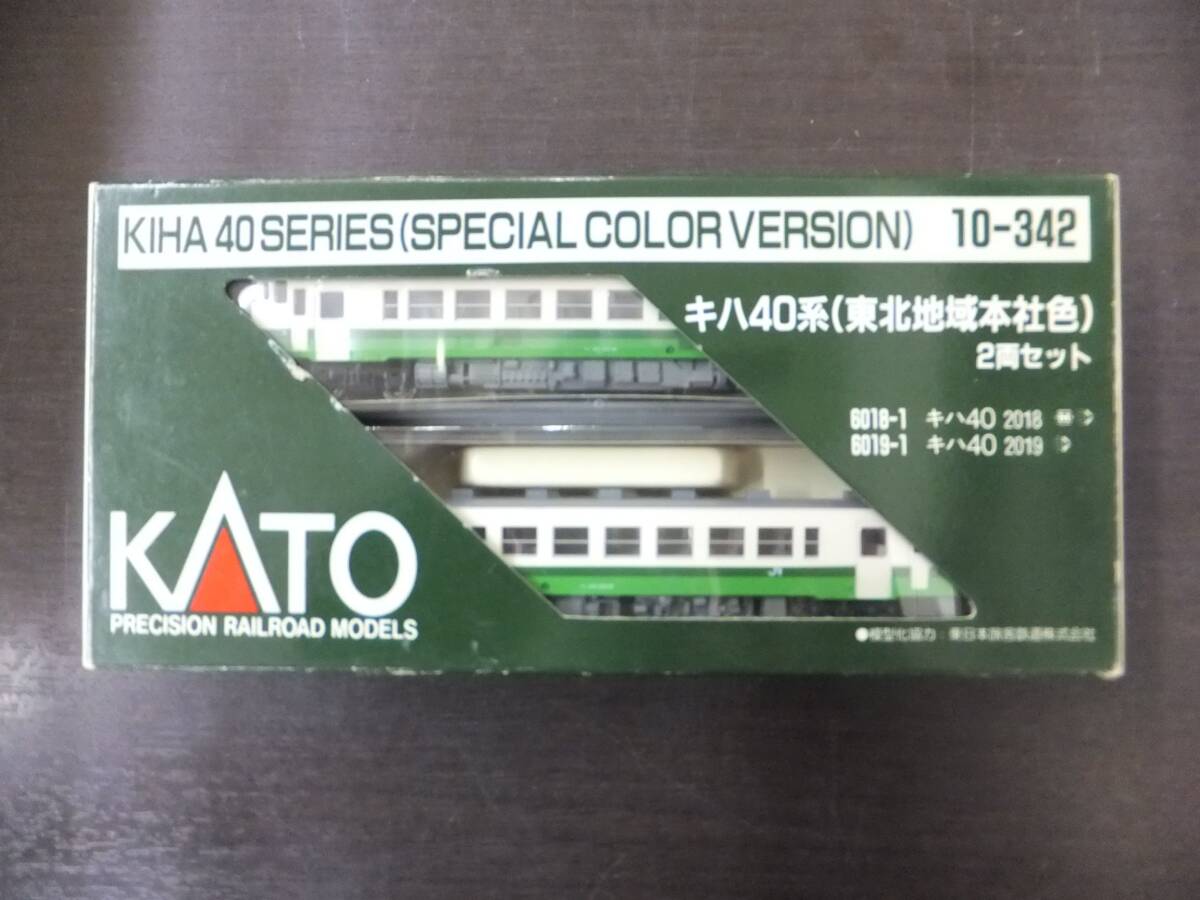 KIHA 40 SERIES (SPECIAL COLOR VERSION) 10-342
キハ40系(東北地域本社色)
2両セット
6018-1 キハ40 2018 M
6019-1 キハ40 2019
KATO
PRECISION RAILROAD MODELS
JR
●模型化協力:東日本旅客鉄道株式会社